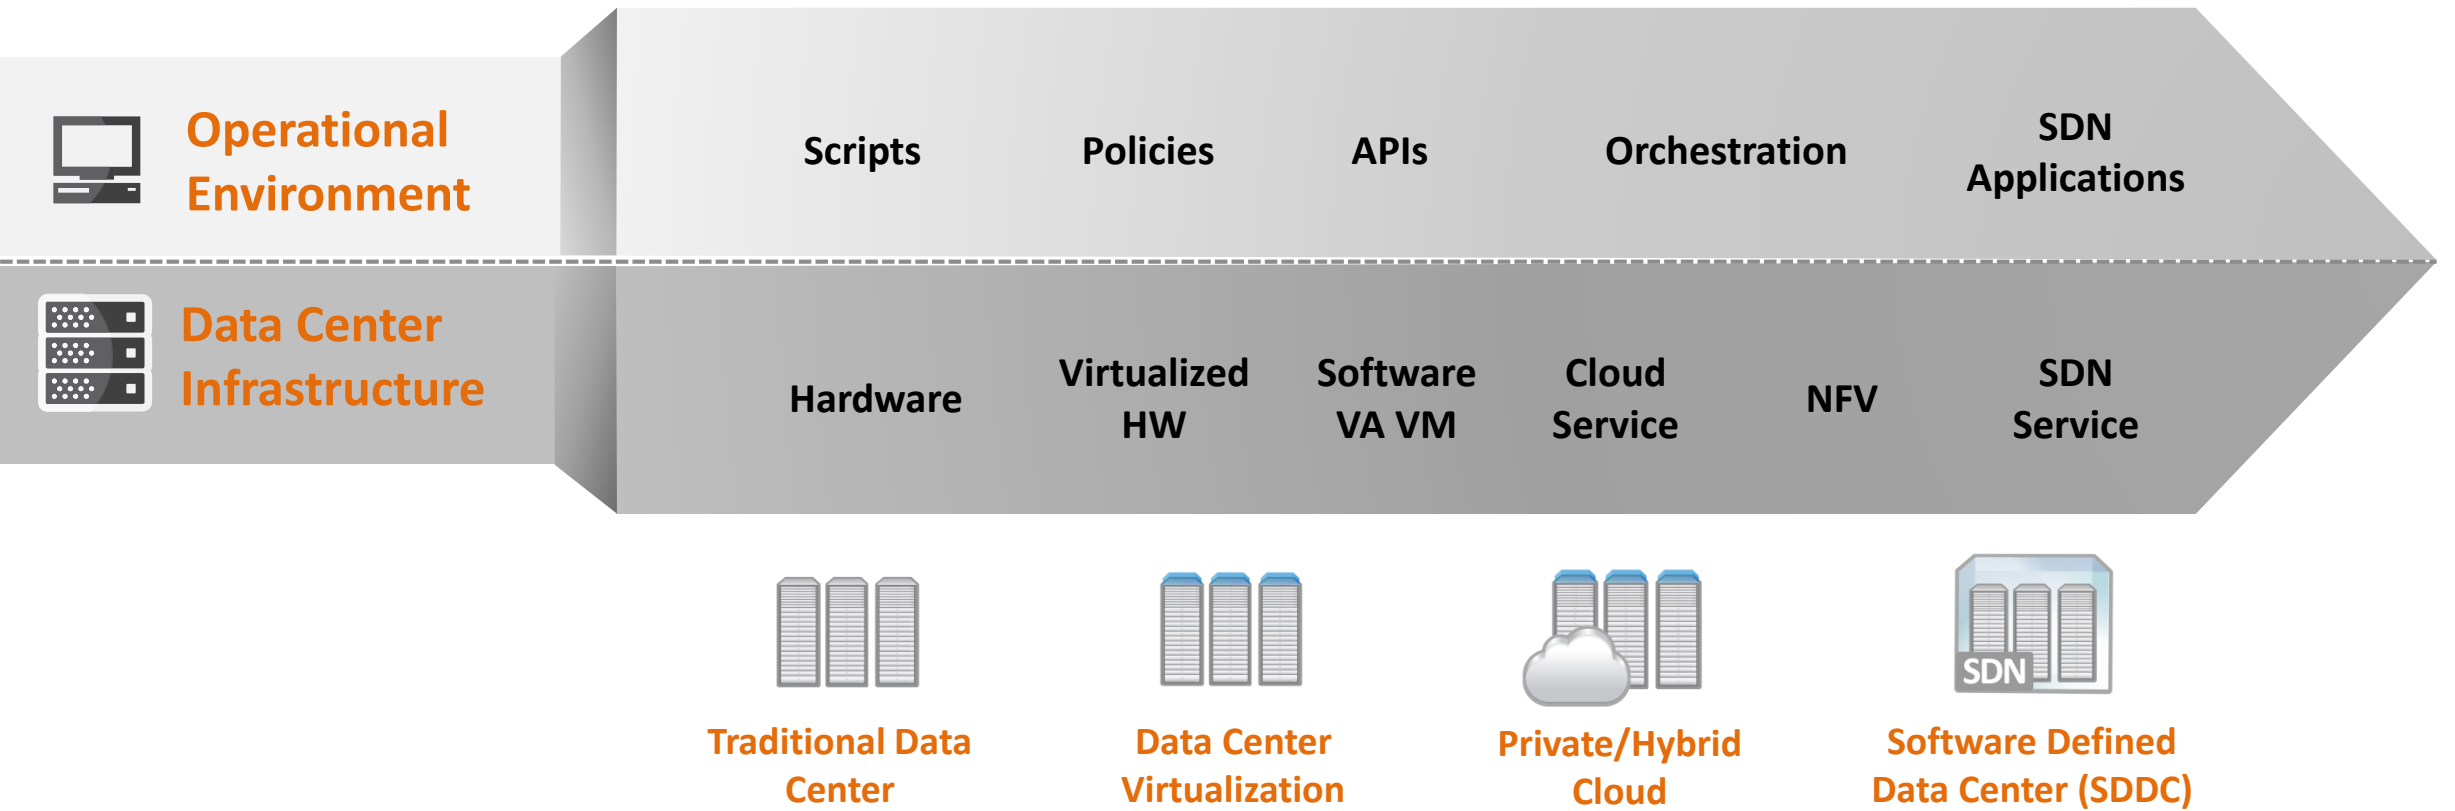 Operational
Environment
Scripts
Policies
APIs
Orchestration
SDN
Applications
Data Center
Infrastructure
Hardware
Virtualized
HW
Software
VA VM
Cloud
Service
NFV
SDN
Service
SDN
Traditional Data
Center
Data Center
Virtualization
Private/Hybrid
Cloud
Software Defined
Data Center (SDDC)